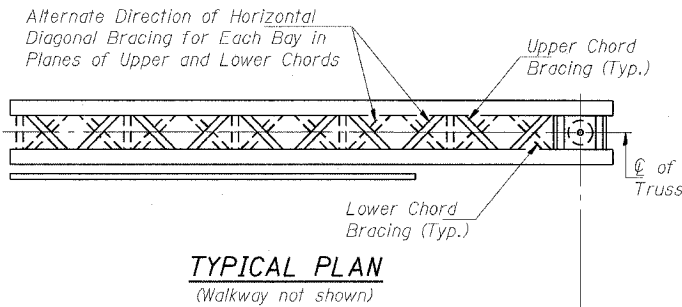 Alternate Direction of Horizontal
Diagonal Bracing for Each Bay in
Planes of Upper and Lower Chords
Upper Chord
Bracing (Typ.)
℄ of
Truss
Lower Chord
Bracing (Typ.)
TYPICAL PLAN
(Walkway not shown)